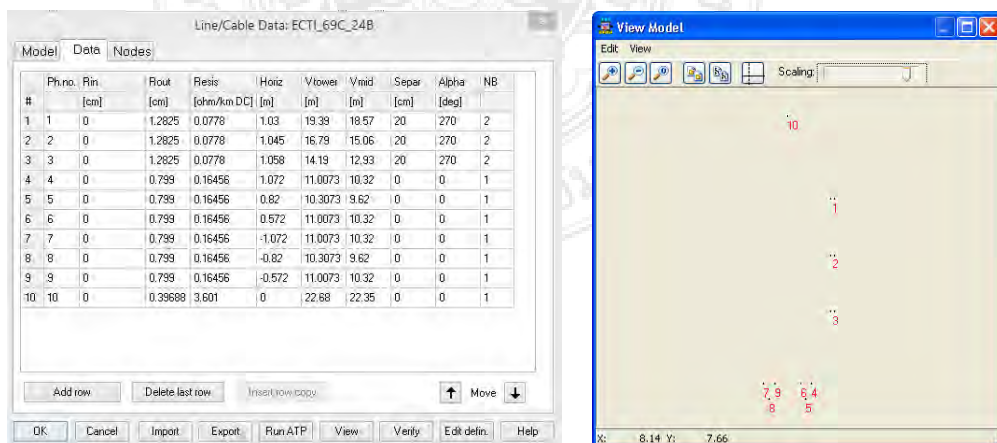 Line/Cable Data: ECTI_69C_24B
Model Data Nodes
Ph.no. Rin Rout Resis Horiz Vtower Vmid Separ Alpha NB
# [cm] [cm] [ohm/km DC] [m] [m] [m] [cm] [deg]
1 1 0 1.2825 0.0778 1.03 19.39 18.57 20 270 2
2 2 0 1.2825 0.0778 1.045 16.79 15.06 20 270 2
3 3 0 1.2825 0.0778 1.058 14.19 12.93 20 270 2
4 4 0 0.799 0.16456 1.072 11.0073 10.32 0 0 1
5 5 0 0.799 0.16456 0.82 10.3073 9.62 0 0 1
6 6 0 0.799 0.16456 0.572 11.0073 10.32 0 0 1
7 7 0 0.799 0.16456 -1.072 11.0073 10.32 0 0 1
8 8 0 0.799 0.16456 -0.82 10.3073 9.62 0 0 1
9 9 0 0.799 0.16456 -0.572 11.0073 10.32 0 0 1
10 10 0 0.39688 3.601 0 22.68 22.35 0 0 1
Add row Delete last row Insert row copy Move
OK Cancel Import Export Run ATP View Verify Edit defin. Help
View Model
Edit View
Scaling:
10
1
2
3
7 9 6 4
8 5
X: 8.14 Y: 7.66